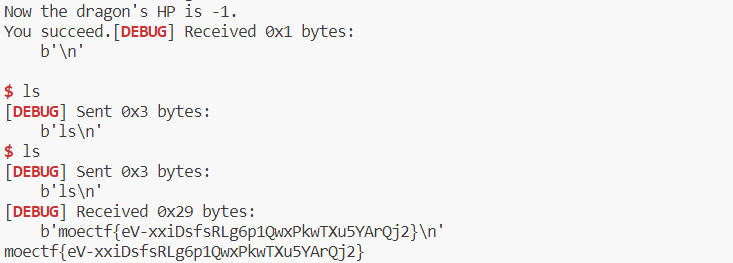 Now the dragon's HP is -1.
You succeed.[DEBUG] Received 0x1 bytes:
b'\n'
$ ls
[DEBUG] Sent 0x3 bytes:
b'ls\n'
$ ls
[DEBUG] Sent 0x3 bytes:
b'ls\n'
[DEBUG] Received 0x29 bytes:
b'moectf{eV-xxiDsfsRLg6p1QwxPkwTXu5YArQj2}\n'
moectf{eV-xxiDsfsRLg6p1QwxPkwTXu5YArQj2}